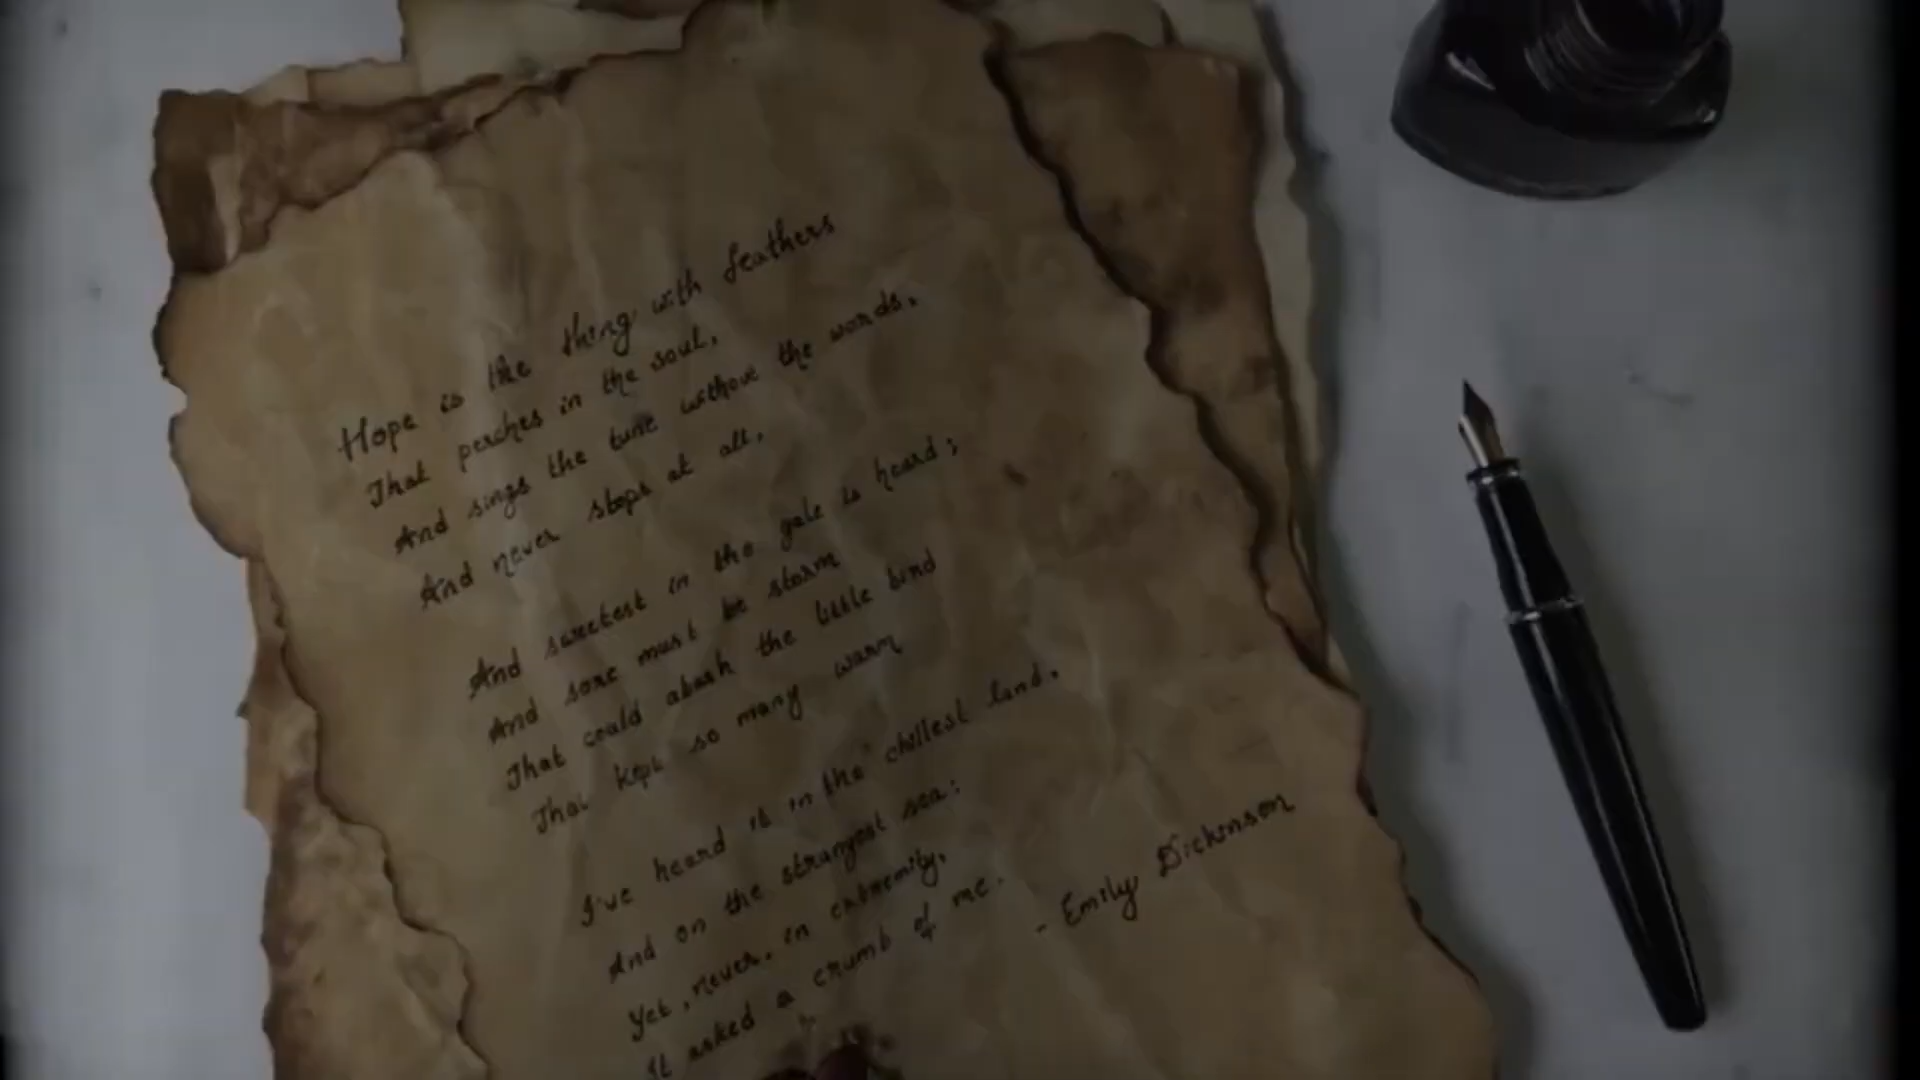 Hope is the thing with feathers
That perches in the soul,
And sings the tune without the words,
And never stops at all,
And sweetest in the gale is heard;
And sore must be storm
That could abash the little bird
That kept so many warm
I've heard it in the chillest land,
And on the strangest sea:
Yet, never, in extremity,
It asked a crumb of me.
- Emily Dickinson